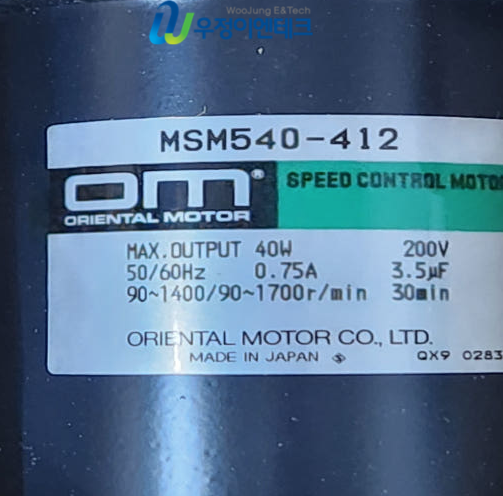 WooJung E&Tech
우정이엔테크
MSM540-412
OM®
ORIENTAL MOTOR
SPEED CONTROL MOTOR
MAX.OUTPUT 40W 200V
50/60Hz 0.75A 3.5µF
90~1400/90~1700r/min 30min
ORIENTAL MOTOR CO., LTD.
MADE IN JAPAN
QX9 0283